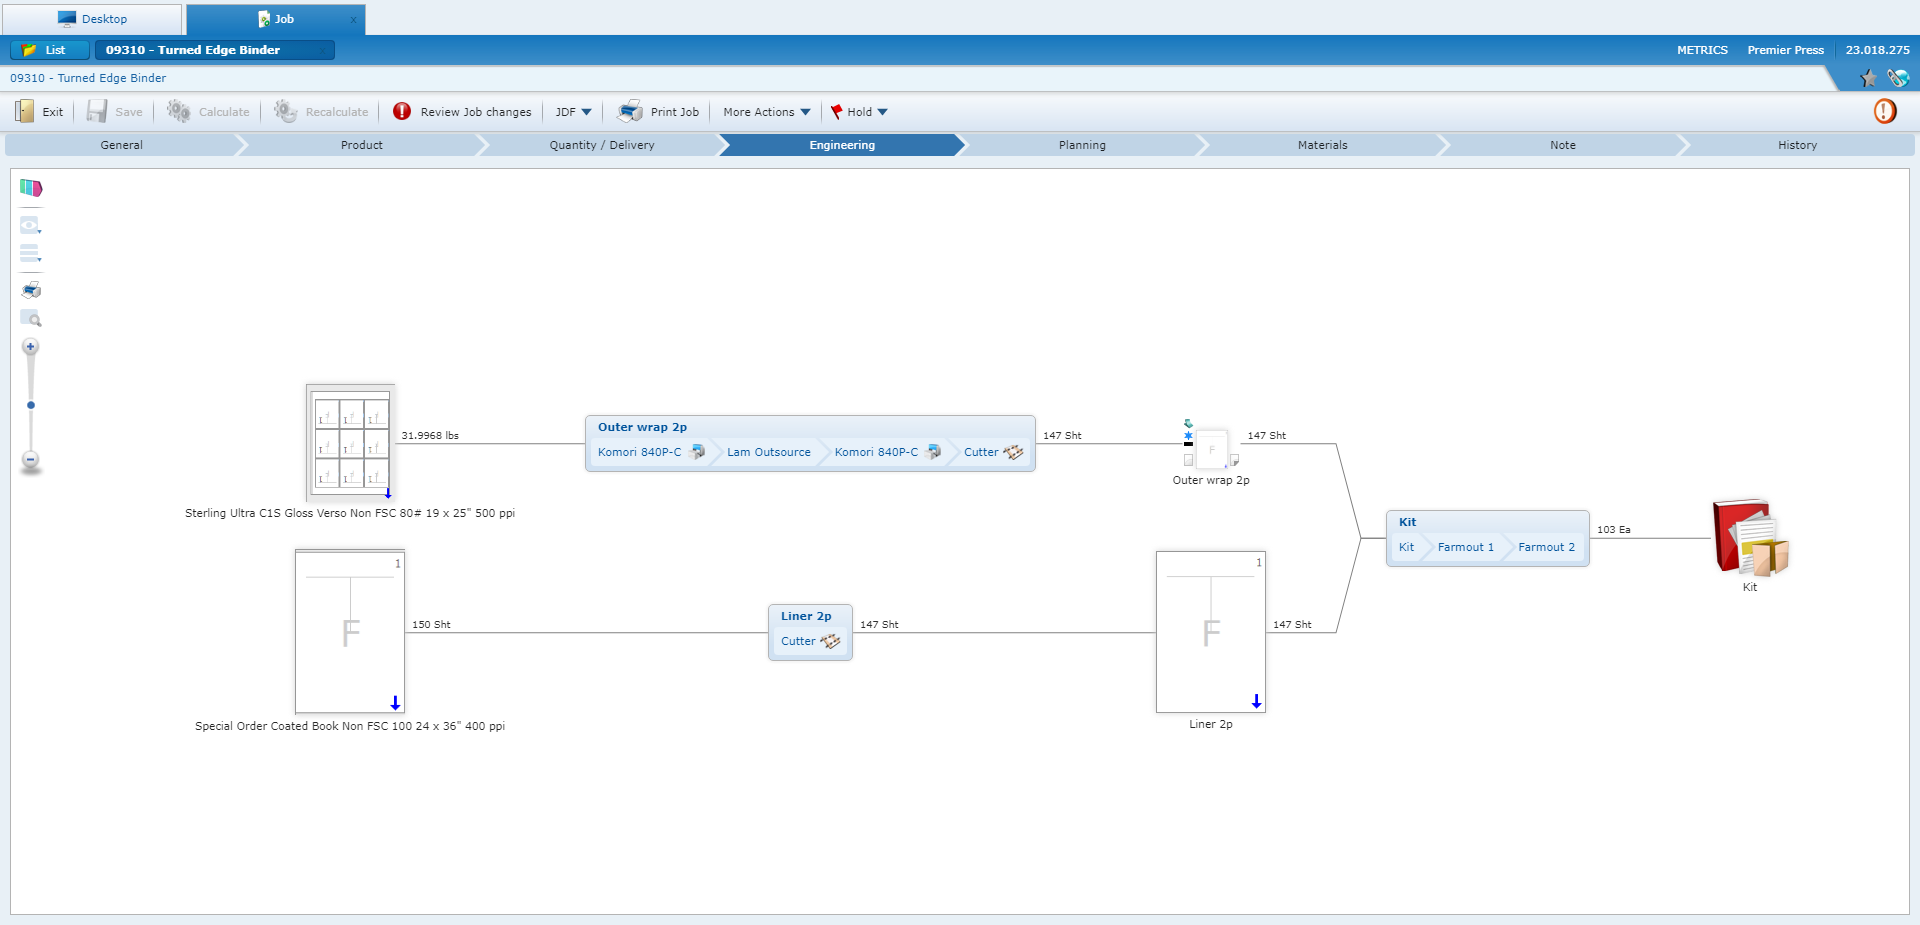 Desktop
Job
x
List
09310 - Turned Edge Binder
METRICS
Premier Press
23.018.275
09310 - Turned Edge Binder
Exit
Save
Calculate
Recalculate
Review Job changes
JDF
Print Job
More Actions
Hold
General
Product
Quantity / Delivery
Engineering
Planning
Materials
Note
History
31.9968 lbs
Outer wrap 2p
Komori 840P-C
Lam Outsource
Komori 840P-C
Cutter
147 Sht
F
147 Sht
Outer wrap 2p
Sterling Ultra C1S Gloss Verso Non FSC 80# 19 x 25" 500 ppi
Kit
Kit
Farmout 1
Farmout 2
103 Ea
Kit
1
F
150 Sht
Liner 2p
Cutter
147 Sht
1
F
147 Sht
Special Order Coated Book Non FSC 100 24 x 36" 400 ppi
Liner 2p